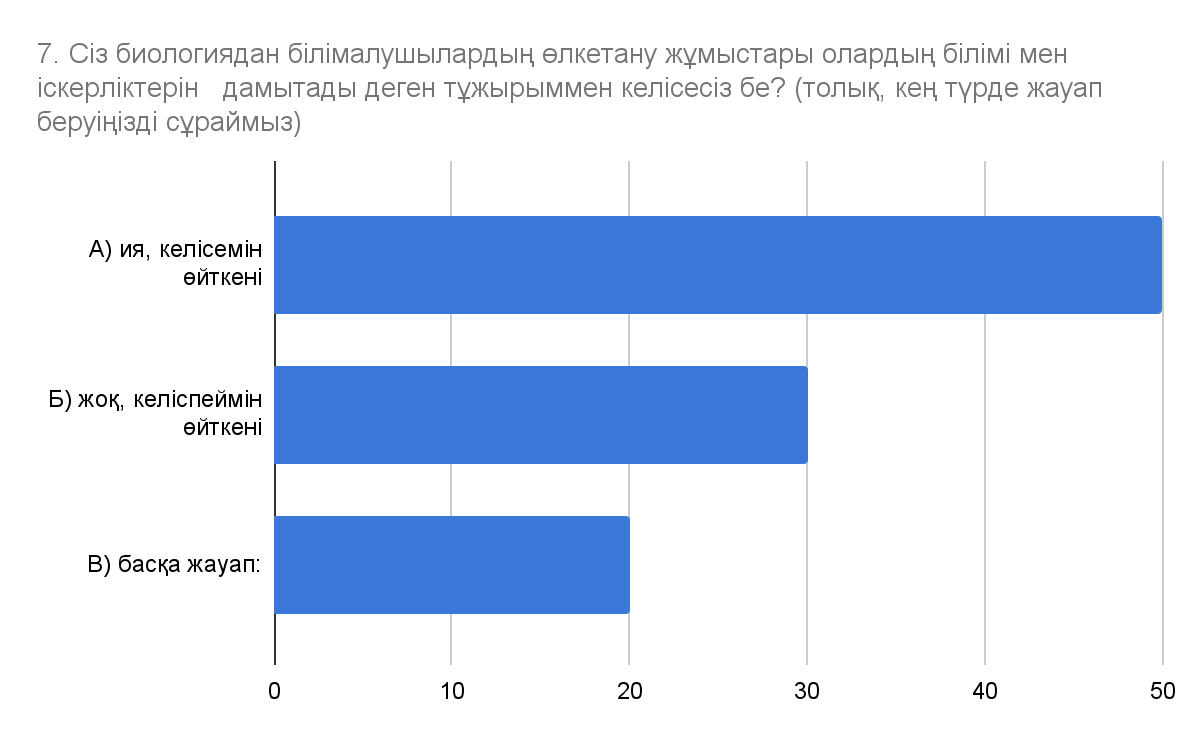 7. Сіз биологиядан білімалушылардың өлкетану жұмыстары олардың білімі мен
іскерліктерін   дамытады деген тұжырыммен келісесіз бе? (толық, кең түрде жауап
беруіңізді сұраймыз)
А) ия, келісемін
өйткені
Б) жоқ, келіспеймін
өйткені
В) басқа жауап:
0 10 20 30 40 50